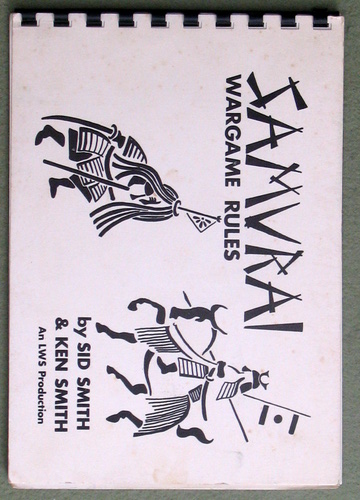 SAMURAI
WARGAME RULES
by SID SMITH
& KEN SMITH
An LWS Production